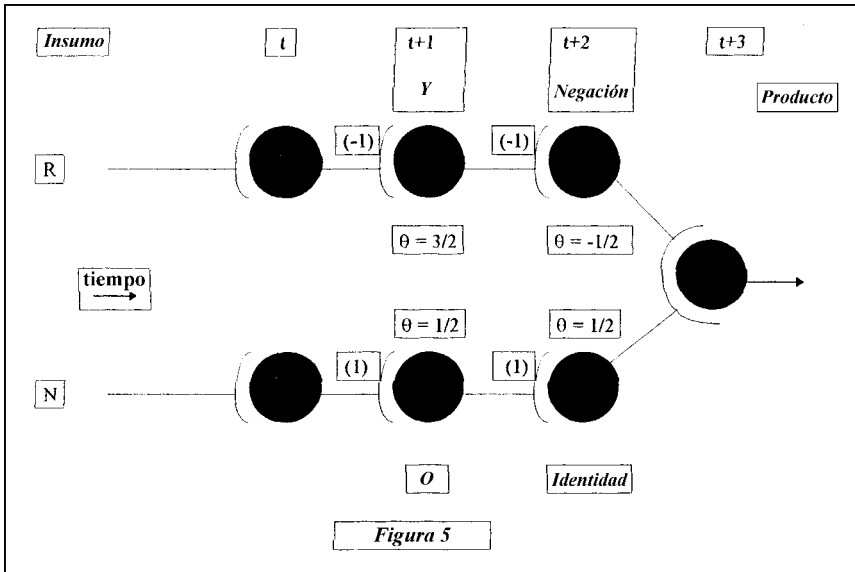 Insumo t t+1 t+2 t+3
Y Negación Producto
(-1) (-1)
R
θ = 3/2 θ = -1/2
tiempo
θ = 1/2 θ = 1/2
(1) (1)
N
O Identidad
Figura 5